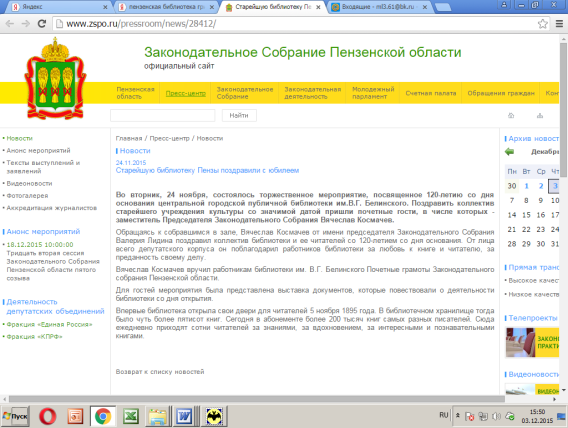 Яндекс
пензенская библиотека гр
Старейшую библиотеку Пе
Входящие - ml3.61@bk.ru
www.zspo.ru/pressroom/news/28412/
Законодательное Собрание Пензенской области
официальный сайт
Пензенская область
Пресс-центр
Законодательное Собрание
Законодательная деятельность
Молодежный парламент
Счетная палата
Обращения граждан
Конт
Найти
Новости
Анонс мероприятий
Тексты выступлений и
заявлений
Видеоновости
Фотогалерея
Аккредитация журналистов
Анонс мероприятий
18.12.2015 10:00:00
Тридцать вторая сессия
Законодательного Собрания
Пензенской области пятого
созыва
Деятельность
депутатских объединений
Фракция «Единая Россия»
Фракция «КПРФ»
Главная / Пресс-центр / Новости
Новости
24.11.2015
Старейшую библиотеку Пензы поздравили с юбилеем
Во вторник, 24 ноября, состоялось торжественное мероприятие, посвященное 120-летию со дня
основания центральной городской публичной библиотеки им.В.Г. Белинского. Поздравить коллектив
старейшего учреждения культуры со значимой датой пришли почетные гости, в числе которых -
заместитель Председателя Законодательного Собрания Вячеслав Космачев.
Обращаясь к собравшимся в зале, Вячеслав Космачев от имени председателя Законодательного Собрания
Валерия Лидина поздравил коллектив библиотеки и ее читателей со 120-летием со дня основания. От лица
всего депутатского корпуса он поблагодарил работников библиотеки за любовь к книге и читателю, за
преданность своему делу.
Вячеслав Космачев вручил работникам библиотеки им. В.Г. Белинского Почетные грамоты Законодательного
собрания Пензенской области.
Для гостей мероприятия была представлена выставка документов, которые повествовали о деятельности
библиотеки со дня открытия.
Впервые библиотека открыла свои двери для читателей 5 ноября 1895 года. В библиотечном хранилище тогда
было чуть более пятисот книг. Сегодня в абонементе более 200 тысяч книг самых разных писателей. Сюда
ежедневно приходят сотни читателей за знаниями, за вдохновением, за интересными и познавательными
книгами.
Возврат к списку новостей
Архив новост
Декабрь
Пн Вт Ср Чт
30 1 2 3
7 8 9 10
14 15 16 17
21 22 23 24
28 29 30 31
Прямая транс
Высокое качест
Низкое качеств
Телепроекты
ЗАКОНЫ
ПРАКТИ
Видеоновост
Пуск
RU
15:50
03.12.2015